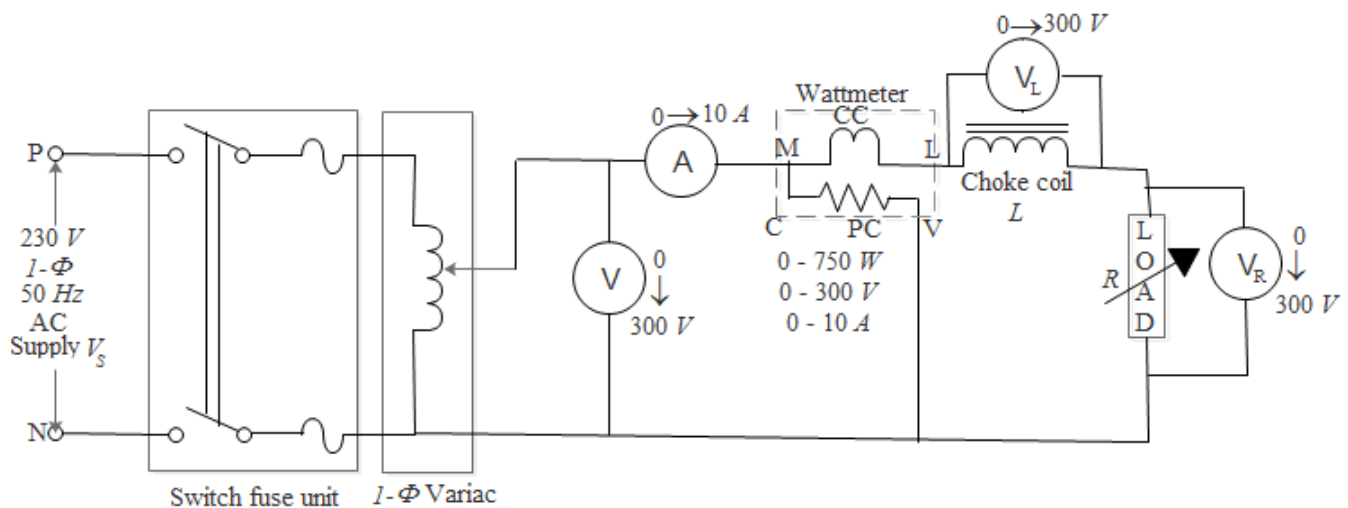 0→300 V
V_L
Wattmeter
0→10 A
CC
P
A
M
L
Choke coil
L
C
PC
V
230 V
1-Φ
50 Hz
AC
Supply V_S
V
0
↓
300 V
0 - 750 W
0 - 300 V
0 - 10 A
R
L
O
A
D
V_R
0
↓
300 V
N
Switch fuse unit
1-Φ Variac